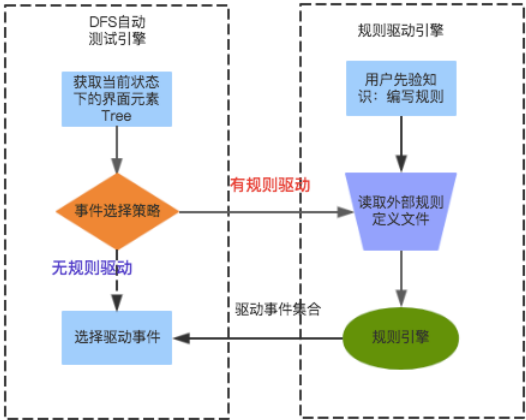 DFS自动
测试引擎
获取当前状态
下的界面元素
Tree
事件选择策略
无规则驱动
选择驱动事件
有规则驱动
驱动事件集合
规则驱动引擎
用户先验知
识：编写规则
读取外部规则
定义文件
规则引擎